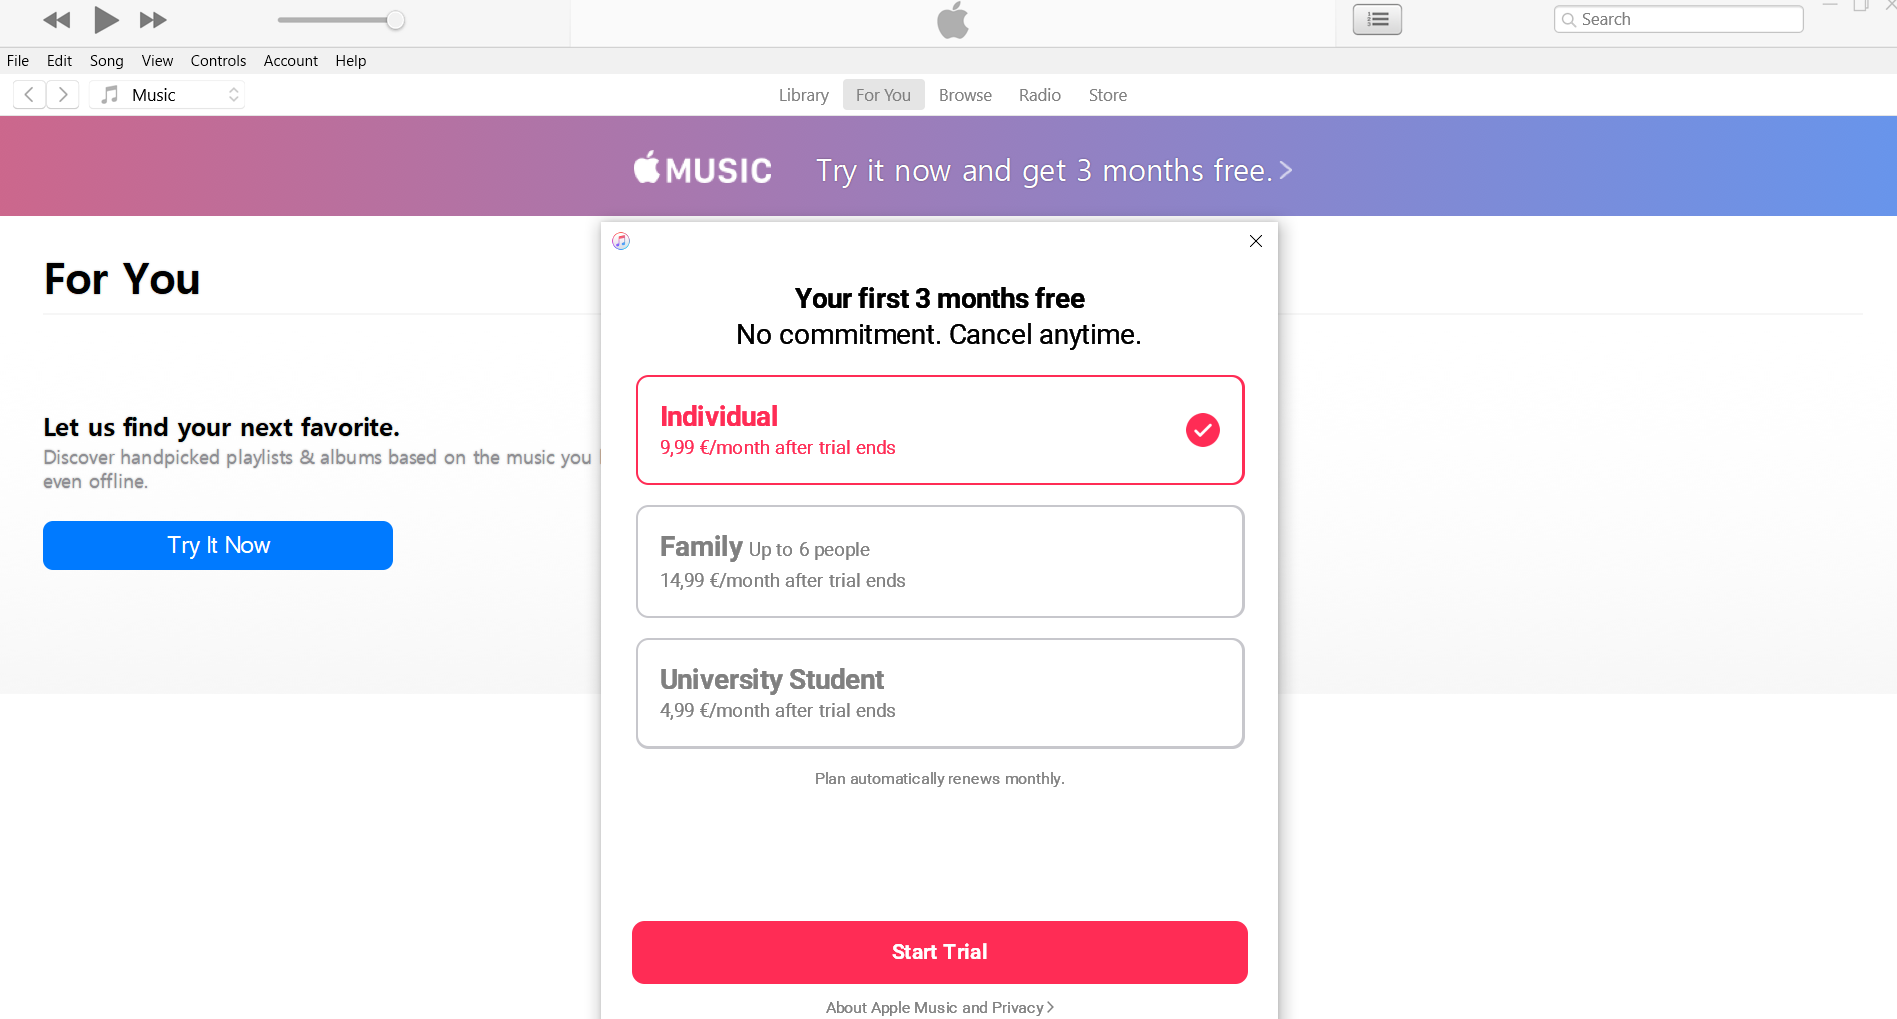 Search
File Edit Song View Controls Account Help
Music
Library For You Browse Radio Store
MUSIC Try it now and get 3 months free.
For You
Your first 3 months free
No commitment. Cancel anytime.
Let us find your next favorite.
Discover handpicked playlists & albums based on the music you
even offline.
Try It Now
Individual
9,99 €/month after trial ends
Family Up to 6 people
14,99 €/month after trial ends
University Student
4,99 €/month after trial ends
Plan automatically renews monthly.
Start Trial
About Apple Music and Privacy